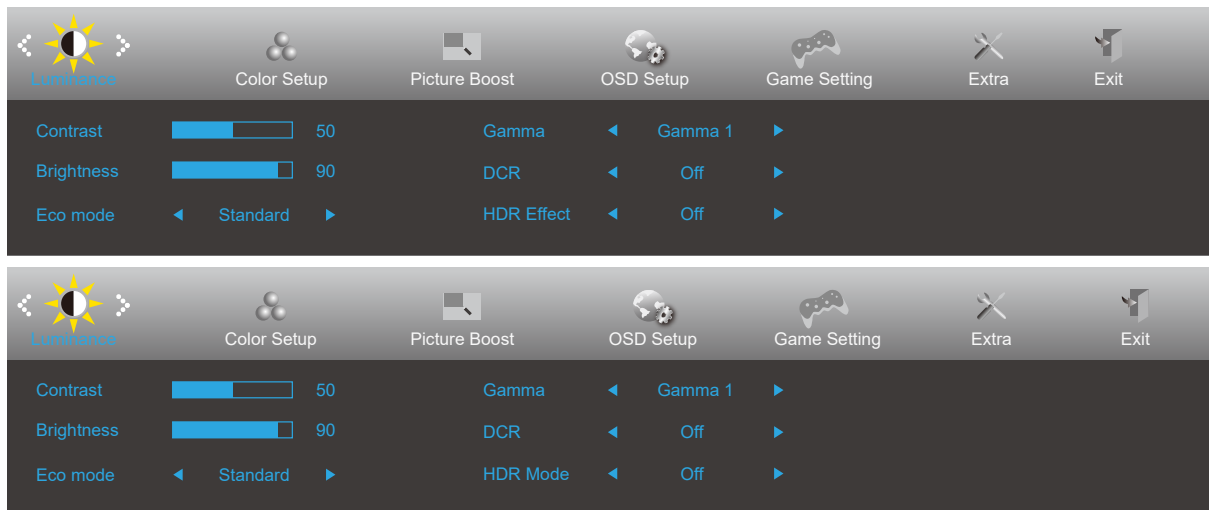 Luminance Color Setup Picture Boost OSD Setup Game Setting Extra Exit
Contrast 50 Gamma Gamma 1
Brightness 90 DCR Off
Eco mode Standard HDR Effect Off
Luminance Color Setup Picture Boost OSD Setup Game Setting Extra Exit
Contrast 50 Gamma Gamma 1
Brightness 90 DCR Off
Eco mode Standard HDR Mode Off